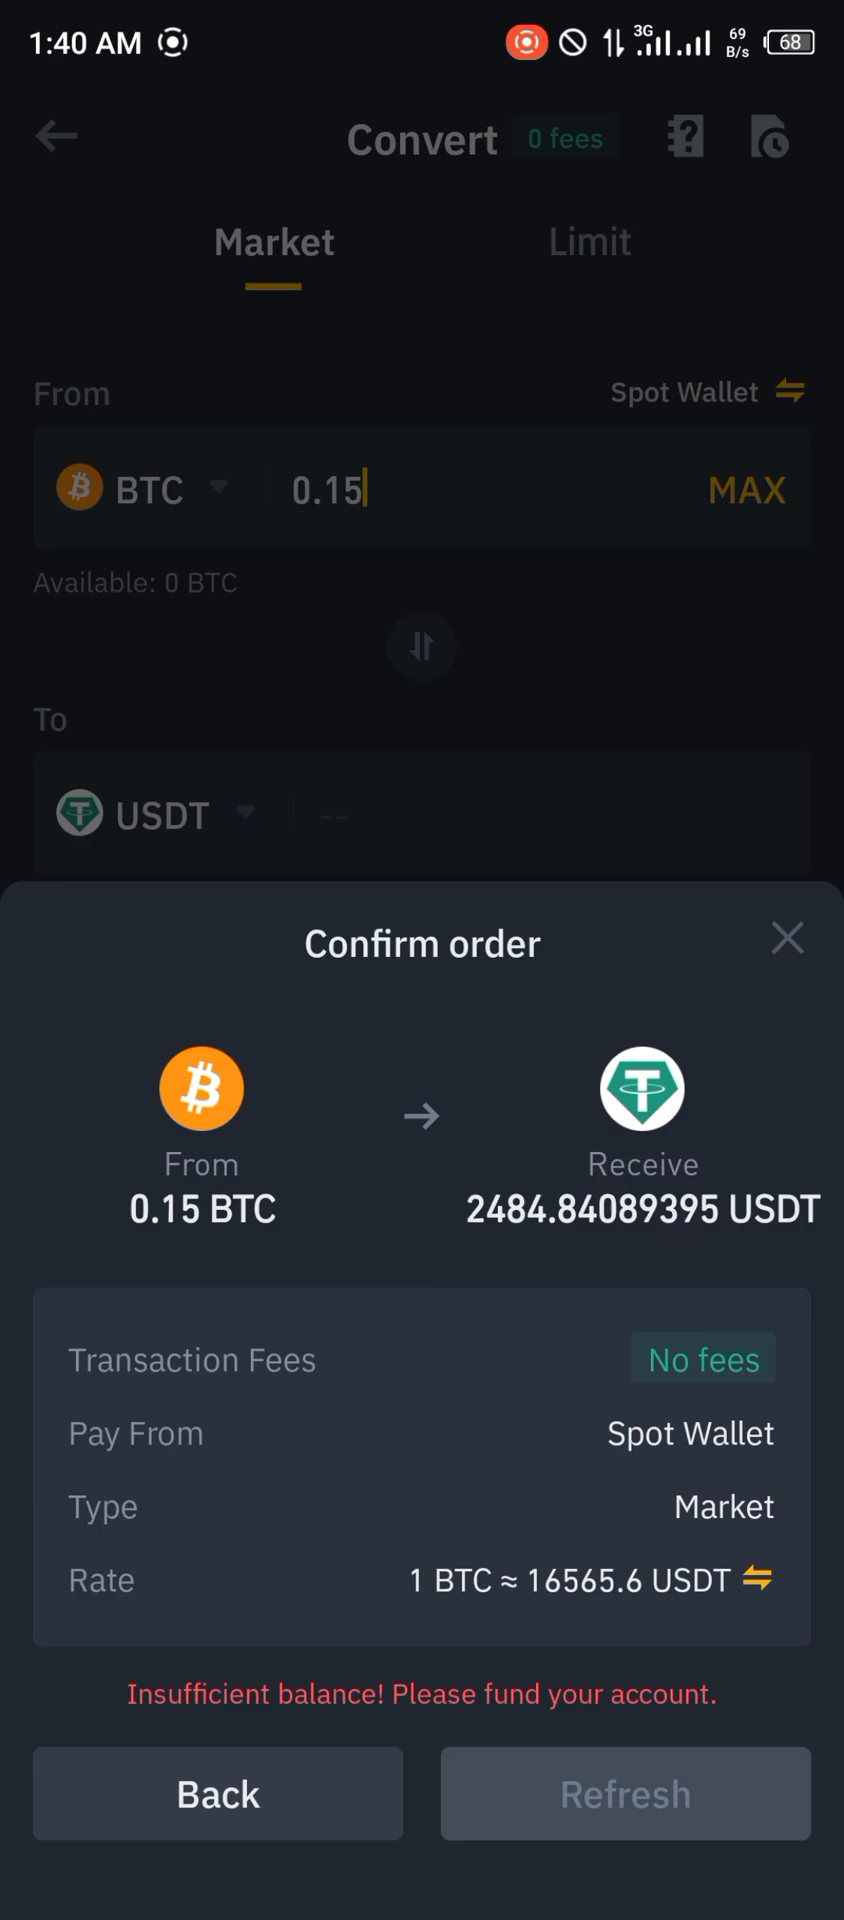 1:40 AM
3G
69 B/s
68
Convert 0 fees
Market Limit
From Spot Wallet
BTC 0.15 MAX
Available: 0 BTC
To
USDT --
Confirm order
From Receive
0.15 BTC 2484.84089395 USDT
Transaction Fees No fees
Pay From Spot Wallet
Type Market
Rate 1 BTC ≈ 16565.6 USDT
Insufficient balance! Please fund your account.
Back Refresh